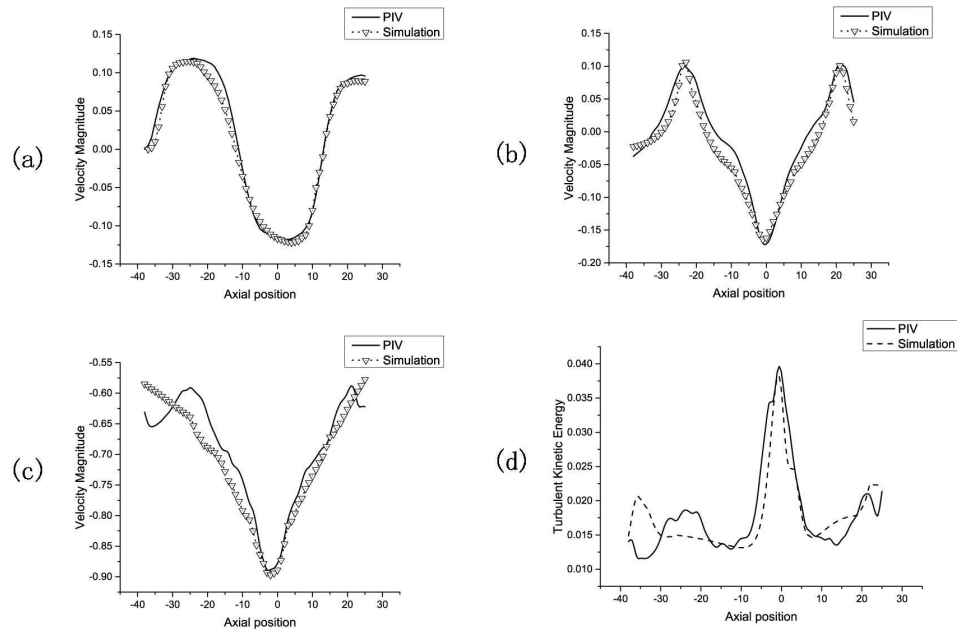 PIV
Simulation
0.15
0.10
0.05
0.00
-0.05
-0.10
-0.15
Velocity Magnitude
-40 -30 -20 -10 0 10 20 30
Axial position
(a)
PIV
Simulation
0.15
0.10
0.05
0.00
-0.05
-0.10
-0.15
-0.20
Velocity Magnitude
-40 -30 -20 -10 0 10 20 30
Axial position
(b)
PIV
Simulation
-0.55
-0.60
-0.65
-0.70
-0.75
-0.80
-0.85
-0.90
Velocity Magnitude
-40 -30 -20 -10 0 10 20 30
Axial position
(c)
PIV
Simulation
0.040
0.035
0.030
0.025
0.020
0.015
0.010
Turbulent Kinetic Energy
-40 -30 -20 -10 0 10 20 30
Axial position
(d)